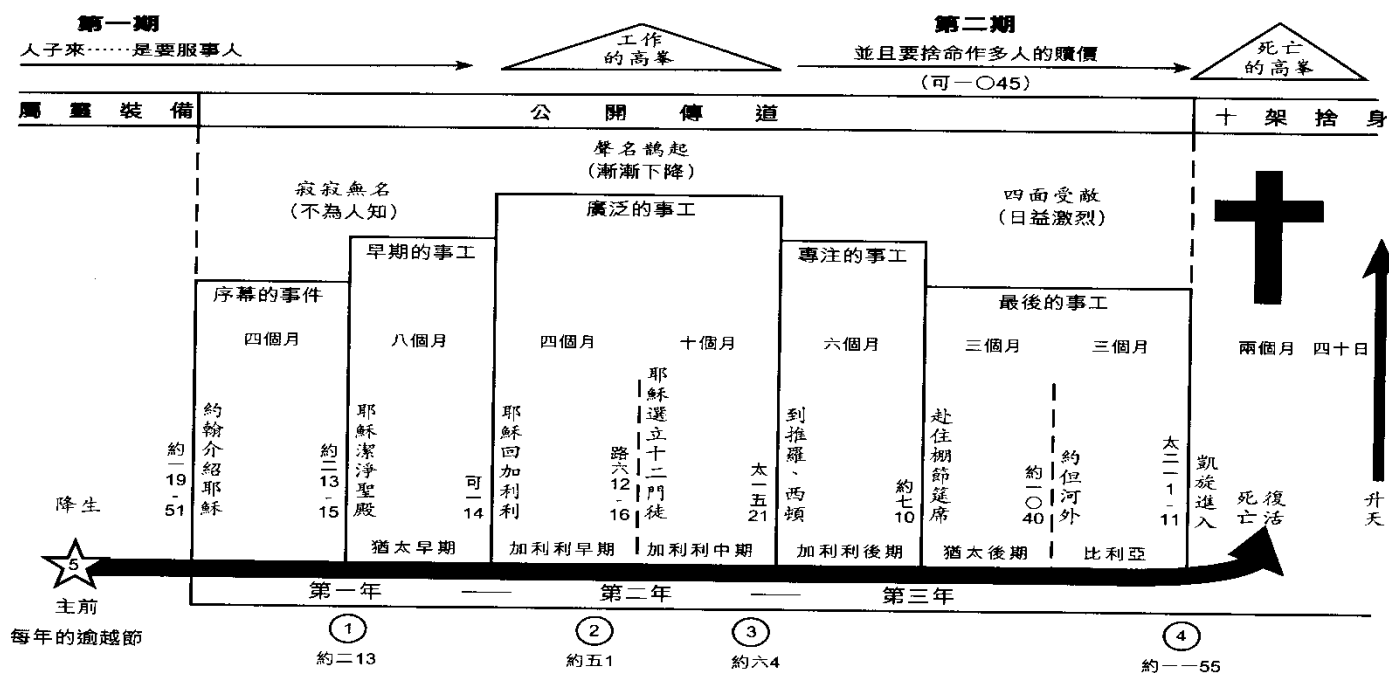 第一期
人子來……是要服事人
工作
的高峯
第二期
並且要捨命作多人的贖價
(可一〇45)
死亡
的高峯
屬靈裝備
公開傳道
十架捨身
聲名鵲起
(漸漸下降)
寂寂無名
(不為人知)
四面受敵
(日益激烈)
廣泛的事工
早期的事工
專注的事工
序幕的事件
最後的事工
四個月
八個月
四個月
十個月
六個月
三個月
三個月
兩個月
四十日
降生
約一19-51
約翰介紹耶穌
約二13-15
耶穌潔淨聖殿
可一14
耶穌回加利利
路六12-16
耶穌選立十二門徒
太一五21
到推羅、西頓
約七10
赴住棚節筵席
約一〇40
約但河外
太二一1-11
凱旋進入
死亡
復活
升天
猶太早期
加利利早期
加利利中期
加利利後期
猶太後期
比利亞
5
主前
第一年
第二年
第三年
每年的逾越節
1
約二13
2
約五1
3
約六4
4
約一一55